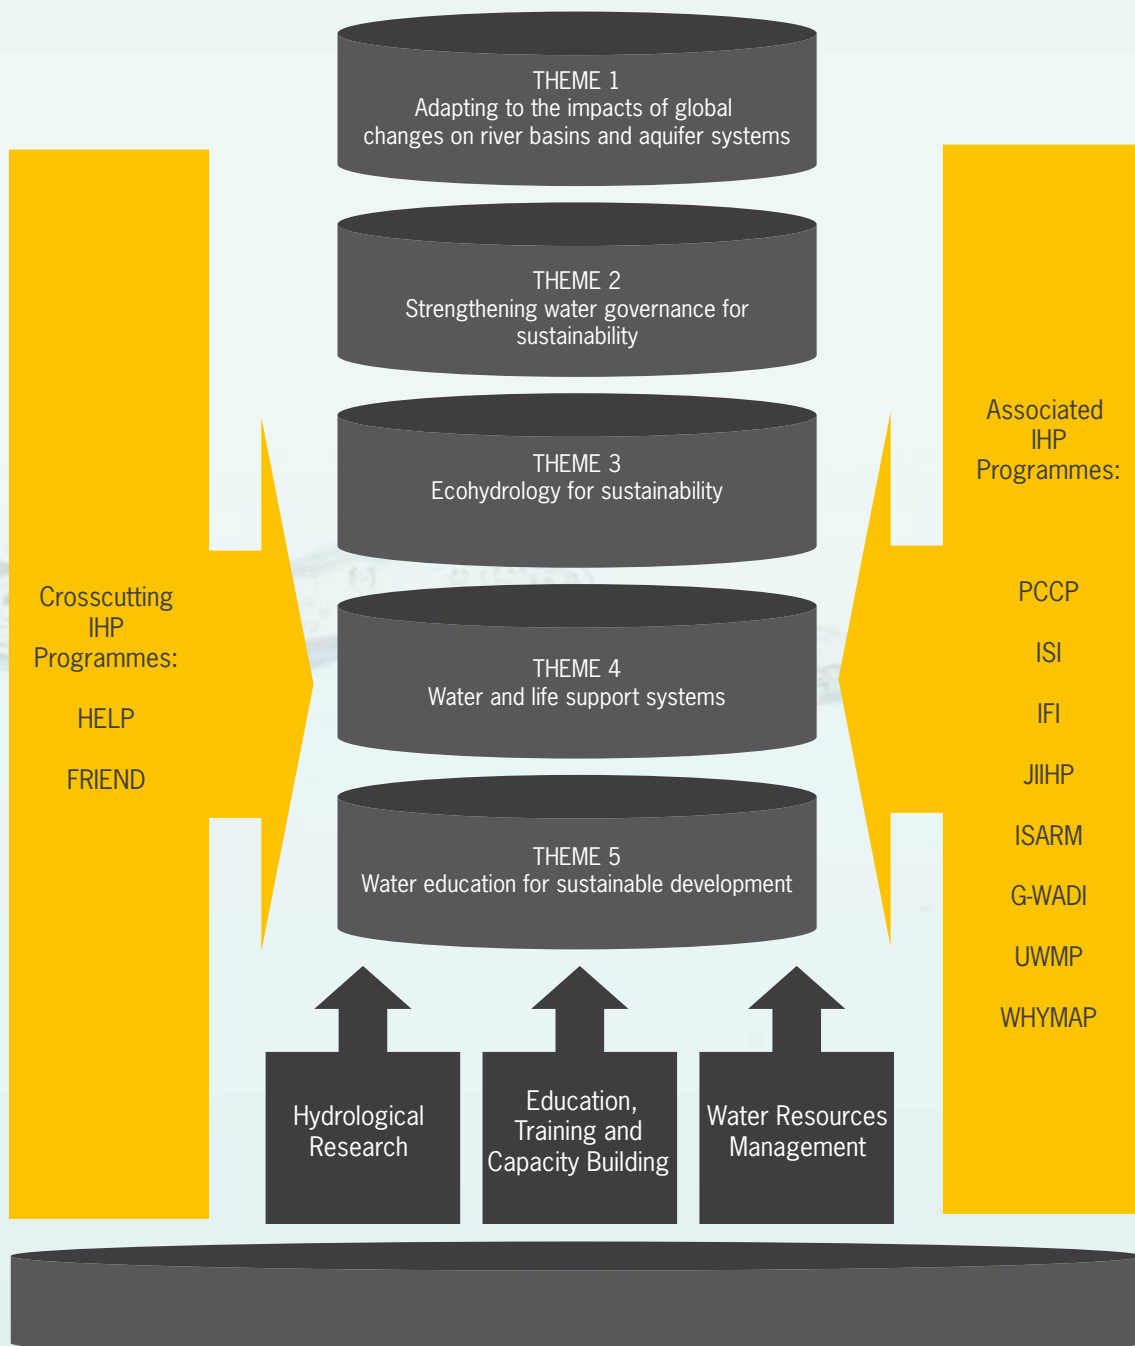 THEME 1
Adapting to the impacts of global
changes on river basins and aquifer systems
THEME 2
Strengthening water governance for
sustainability
THEME 3
Ecohydrology for sustainability
THEME 4
Water and life support systems
THEME 5
Water education for sustainable development
Crosscutting
IHP
Programmes:
HELP
FRIEND
Associated
IHP
Programmes:
PCCP
ISI
IFI
JIIHP
ISARM
G-WADI
UWMP
WHYMAP
Hydrological
Research
Education,
Training and
Capacity Building
Water Resources
Management